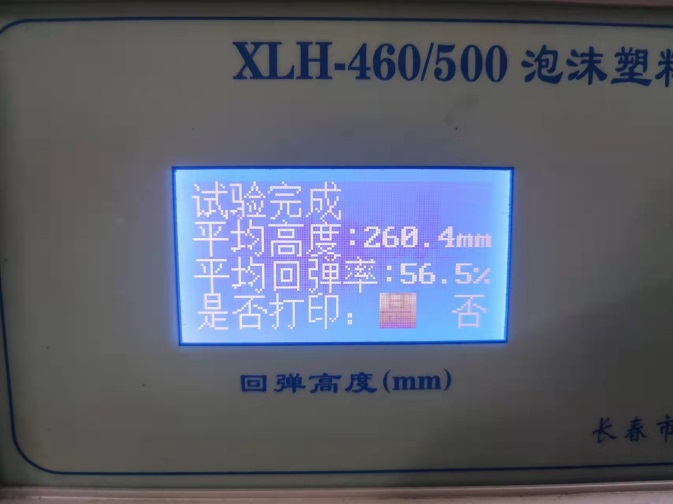 XLH-460/500 泡沫塑料
试验完成
平均高度:260.4mm
平均回弹率:56.5%
是否打印: 是 否
回弹高度(mm)
长春市